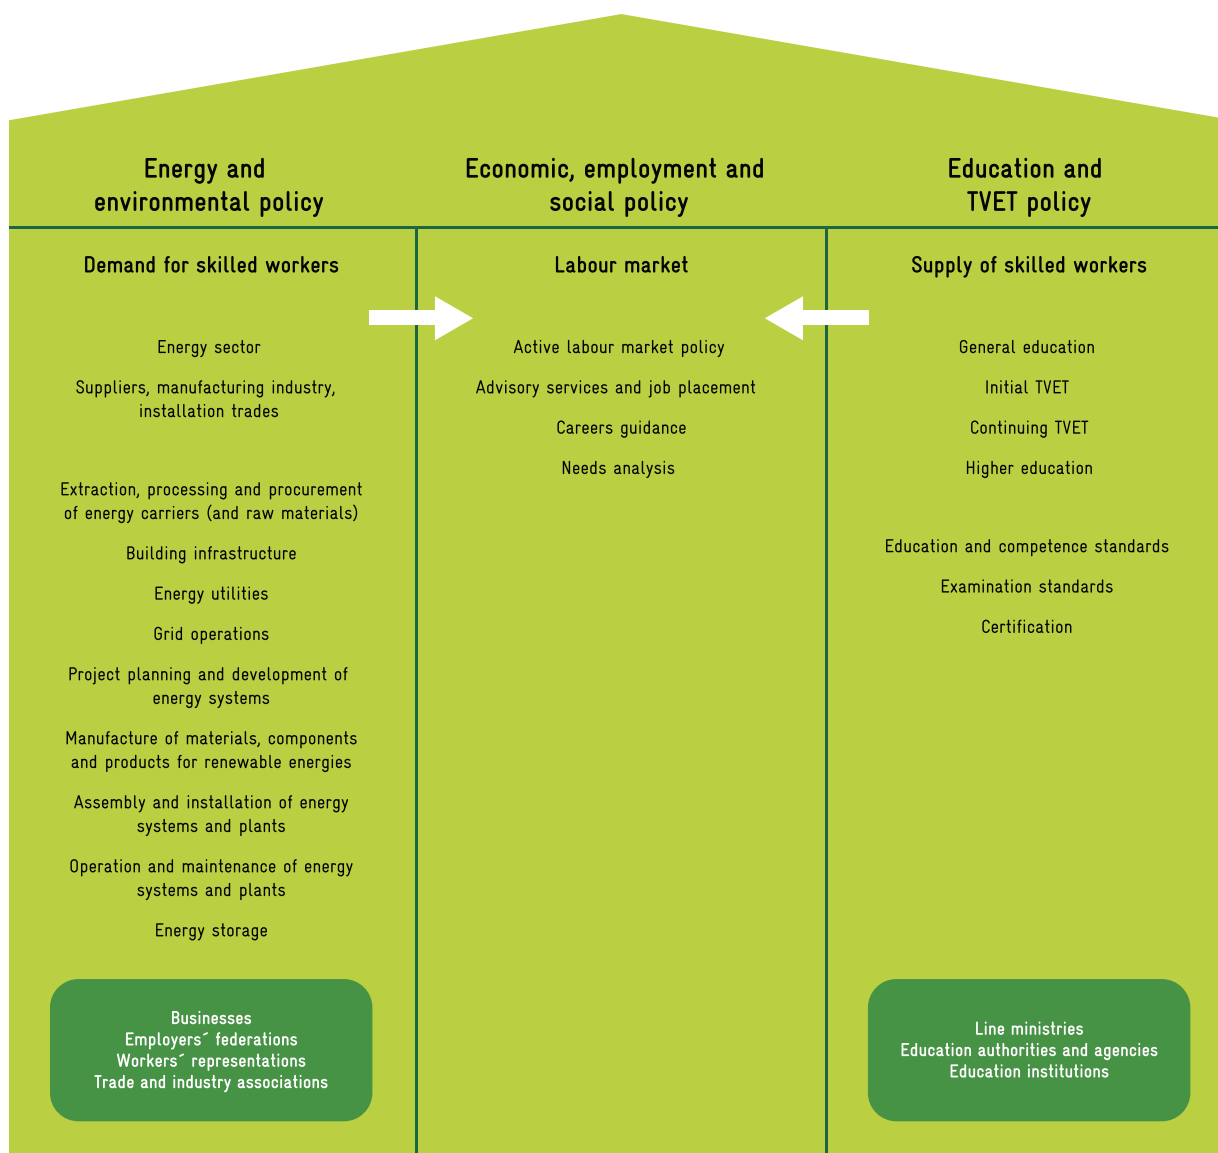 Energy and
environmental policy
Economic, employment and
social policy
Education and
TVET policy
Demand for skilled workers
Energy sector
Suppliers, manufacturing industry,
installation trades
Extraction, processing and procurement
of energy carriers (and raw materials)
Building infrastructure
Energy utilities
Grid operations
Project planning and development of
energy systems
Manufacture of materials, components
and products for renewable energies
Assembly and installation of energy
systems and plants
Operation and maintenance of energy
systems and plants
Energy storage
Businesses
Employers´ federations
Workers´ representations
Trade and industry associations
Labour market
Active labour market policy
Advisory services and job placement
Careers guidance
Needs analysis
Supply of skilled workers
General education
Initial TVET
Continuing TVET
Higher education
Education and competence standards
Examination standards
Certification
Line ministries
Education authorities and agencies
Education institutions